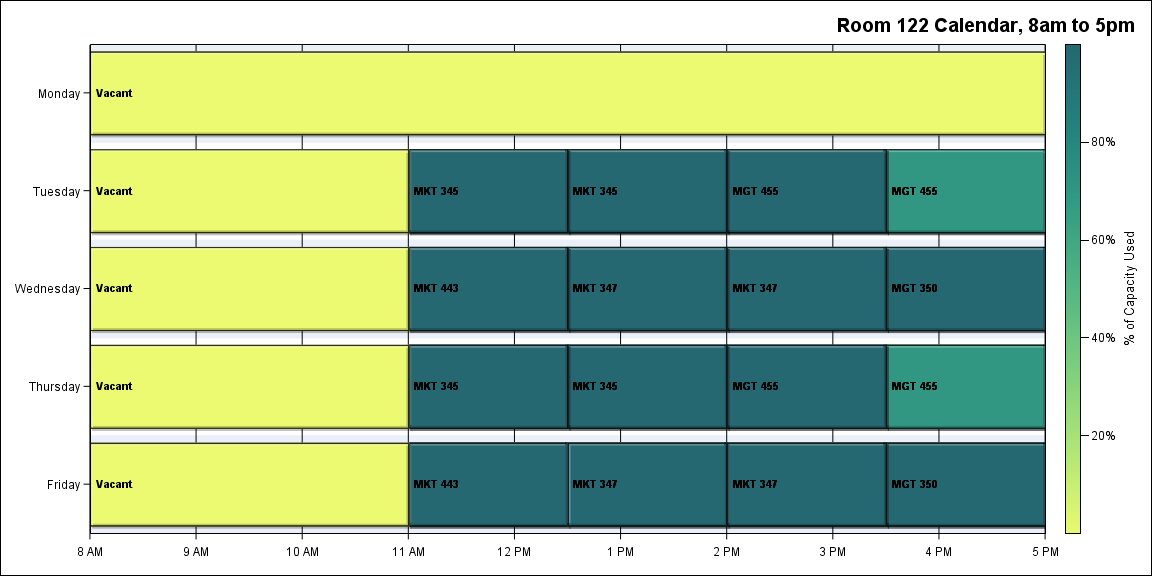 Room 122 Calendar, 8am to 5pm
Monday
Vacant
Tuesday
Vacant
MKT 345
MKT 345
MGT 455
MGT 455
Wednesday
Vacant
MKT 443
MKT 347
MKT 347
MGT 350
Thursday
Vacant
MKT 345
MKT 345
MGT 455
MGT 455
Friday
Vacant
MKT 443
MKT 347
MKT 347
MGT 350
8 AM
9 AM
10 AM
11 AM
12 PM
1 PM
2 PM
3 PM
4 PM
5 PM
80%
60%
40%
20%
% of Capacity Used